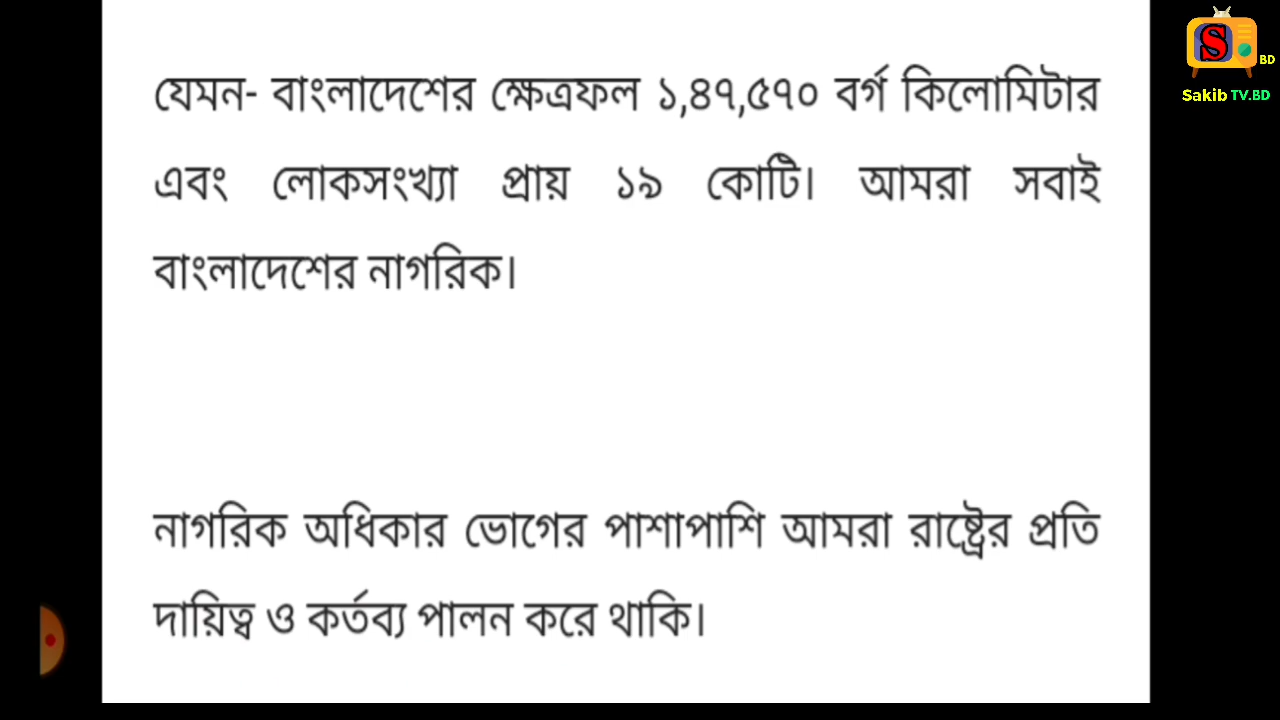 যেমন- বাংলাদেশের ক্ষেত্রফল ১,৪৭,৫৭০ বর্গ কিলোমিটার
এবং লোকসংখ্যা প্রায় ১৯ কোটি। আমরা সবাই
বাংলাদেশের নাগরিক।
নাগরিক অধিকার ভোগের পাশাপাশি আমরা রাষ্ট্রের প্রতি
দায়িত্ব ও কর্তব্য পালন করে থাকি।
S BD
Sakib TV.BD